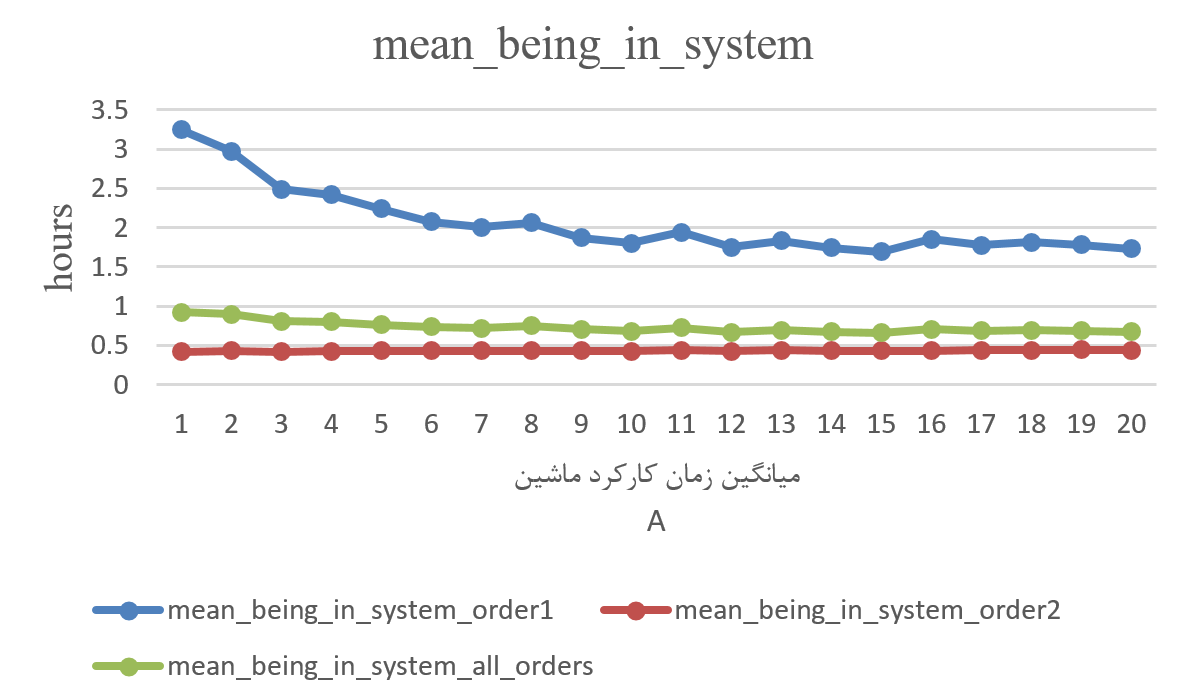 mean_being_in_system
hours
3.5
3
2.5
2
1.5
1
0.5
0
1 2 3 4 5 6 7 8 9 10 11 12 13 14 15 16 17 18 19 20
میانگین زمان کارکرد ماشین
A
mean_being_in_system_order1 mean_being_in_system_order2
mean_being_in_system_all_orders